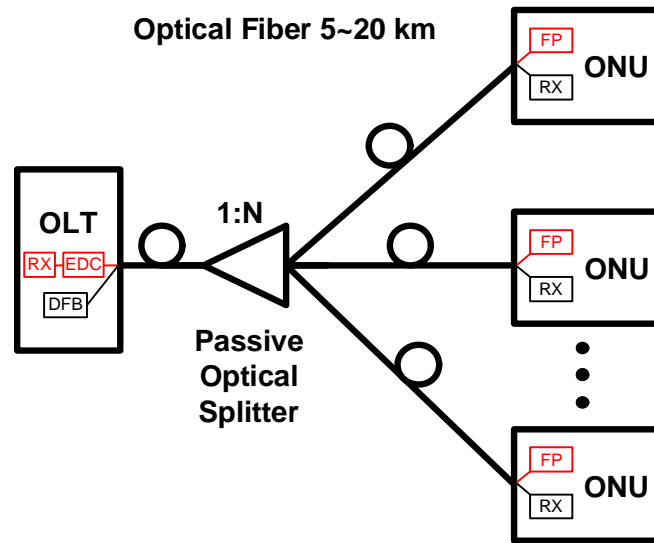 Optical Fiber 5~20 km
FP
ONU
RX
1:N
OLT
RX
EDC
DFB
FP
ONU
RX
Passive
Optical
Splitter
FP
ONU
RX